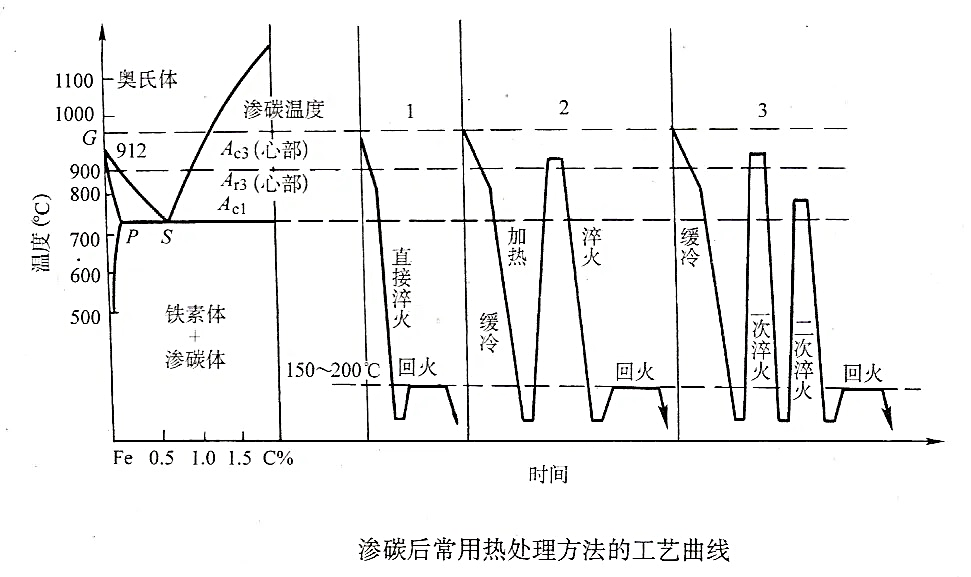 1100
奥氏体
1000
渗碳温度
1
2
3
G
912
Ac3 (心部)
900
Ar3 (心部)
800
Ac1
P
S
700
600
500
温度(℃)
铁素体
+
渗碳体
直接淬火
加热
淬火
缓冷
缓冷
一次淬火
二次淬火
150~200℃
回火
回火
回火
Fe 0.5 1.0 1.5 C%
时间
渗碳后常用热处理方法的工艺曲线